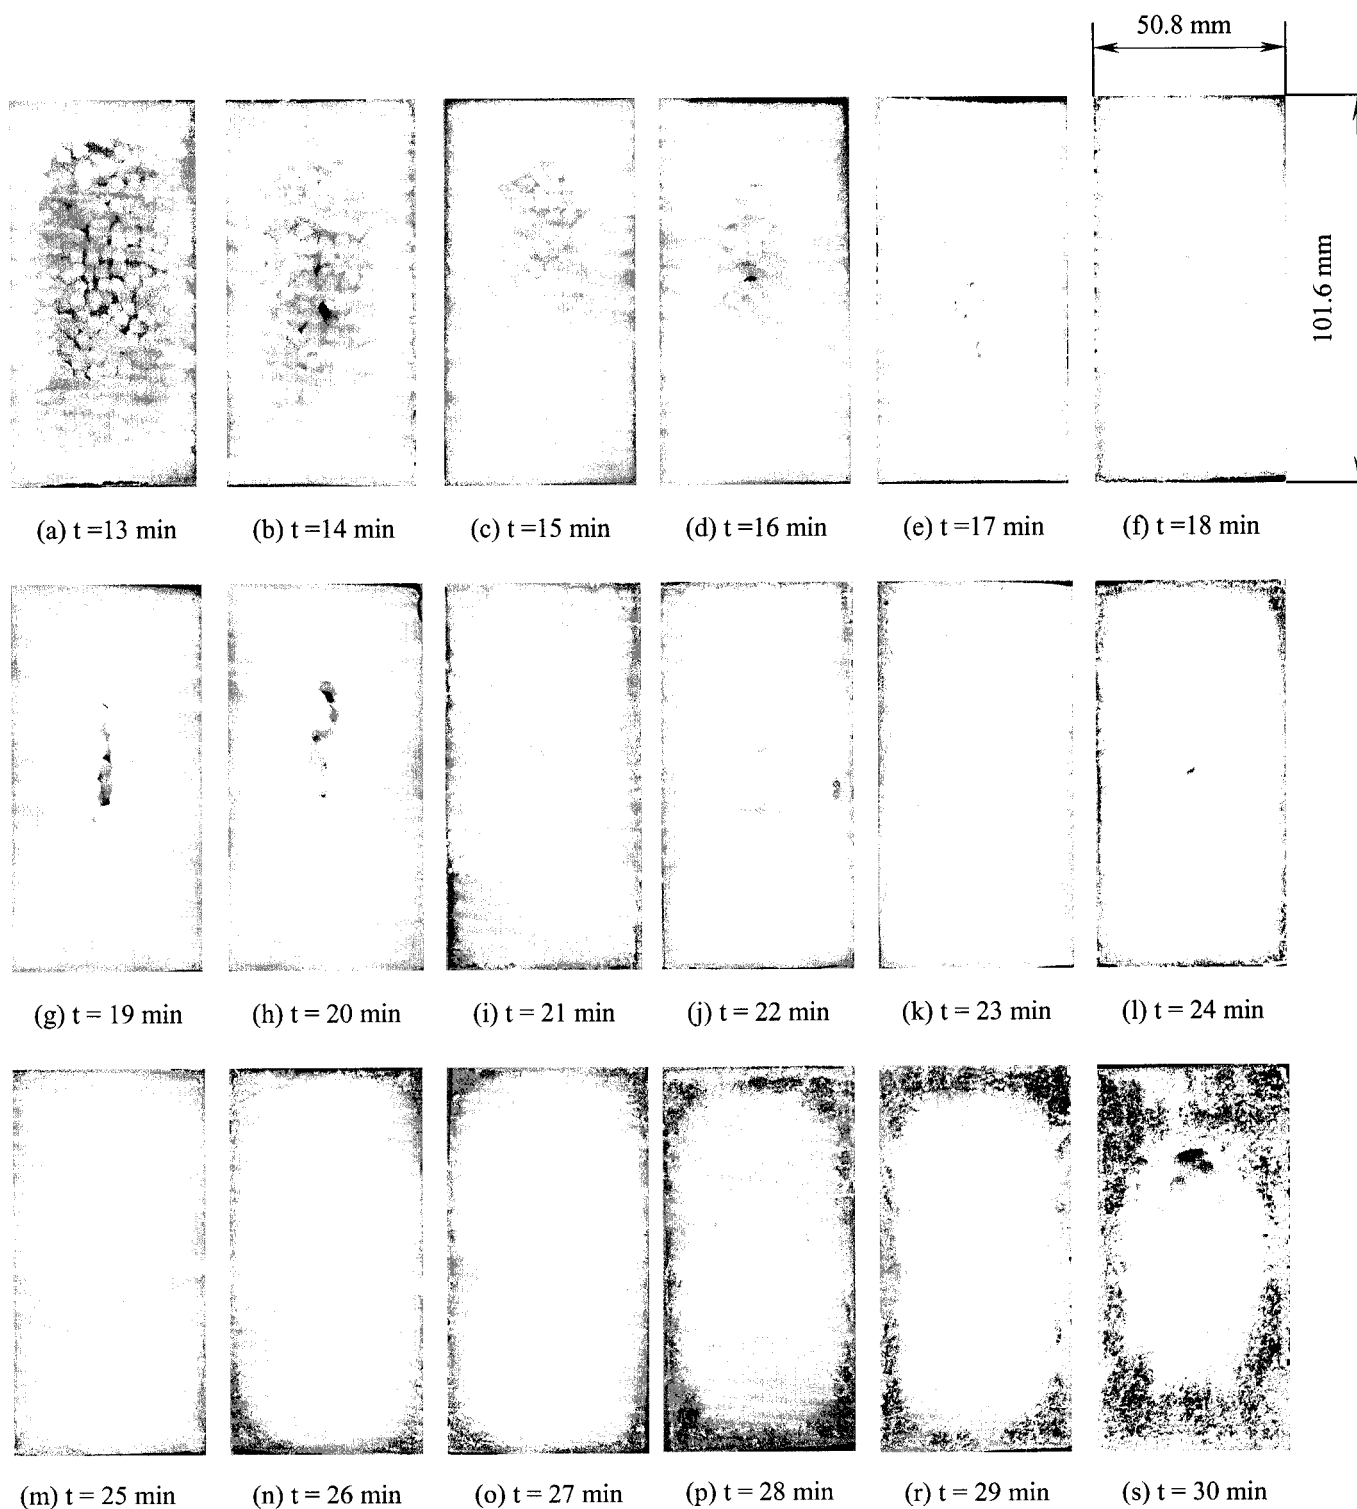 50.8 mm
101.6 mm
(a) t =13 min
(b) t =14 min
(c) t =15 min
(d) t =16 min
(e) t =17 min
(f) t =18 min
(g) t = 19 min
(h) t = 20 min
(i) t = 21 min
(j) t = 22 min
(k) t = 23 min
(l) t = 24 min
(m) t = 25 min
(n) t = 26 min
(o) t = 27 min
(p) t = 28 min
(r) t = 29 min
(s) t = 30 min